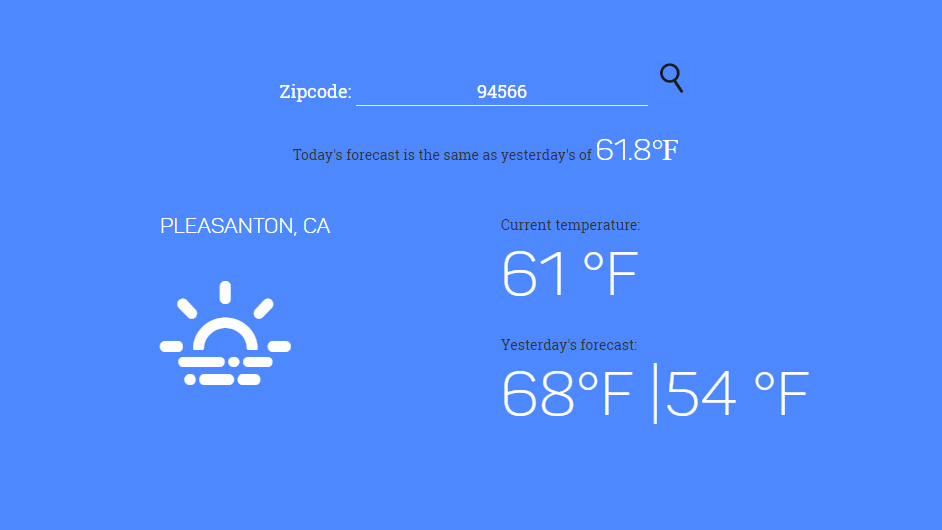 Zipcode: 94566
Today's forecast is the same as yesterday's of 61.8°F
PLEASANTON, CA
Current temperature:
61 °F
Yesterday's forecast:
68°F |54 °F